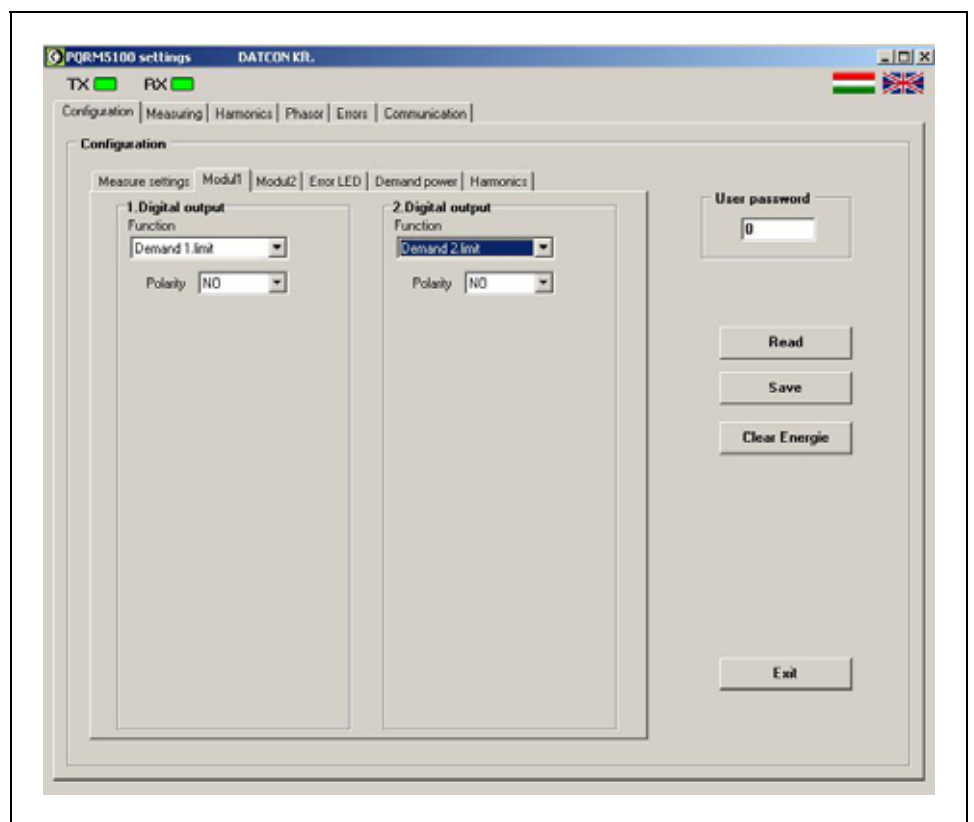 PQRM5100 settings DATCON KFt.
TX RX
Configuration Measuring Harmonics Phasor Errors Communication
Configuration
Measure settings Modul1 Modul2 Error LED Demand power Harmonics
User password
1.Digital output 2.Digital output
Function Function
0
Demand 1.limit Demand 2.limit
Polarity NO Polarity NO
Read
Save
Clear Energie
Exit